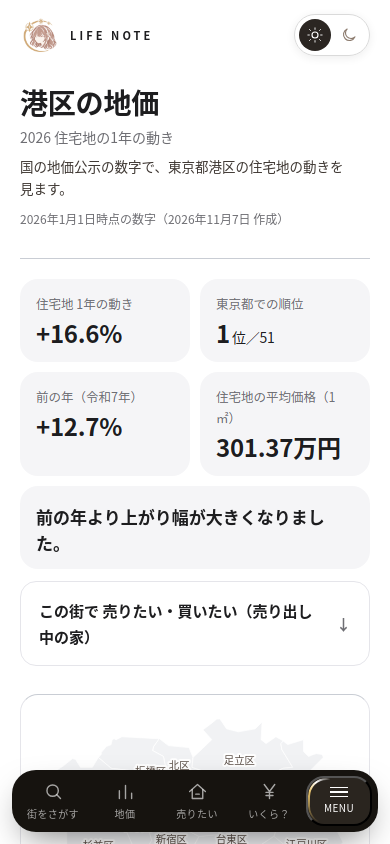 LIFE NOTE
港区の地価
2026 住宅地の1年の動き
国の地価公示の数字で、東京都港区の住宅地の動きを
見ます。
2026年1月1日時点の数字（2026年11月7日 作成）
住宅地 1年の動き
+16.6%
東京都での順位
1位／51
前の年（令和7年）
+12.7%
住宅地の平均価格（1
㎡）
301.37万円
前の年より上がり幅が大きくなりまし
た。
この街で 売りたい・買いたい（売り出し
中の家）
↓
足立区
北区
板橋区
街をさがす
地価
売りたい
いくら？
MENU
新宿区
台東区
江戸川区